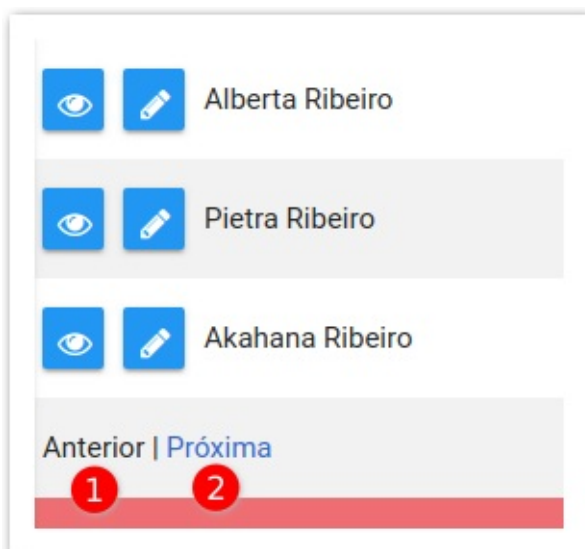 Alberta Ribeiro
Pietra Ribeiro
Akahana Ribeiro
Anterior | Próxima
1 2